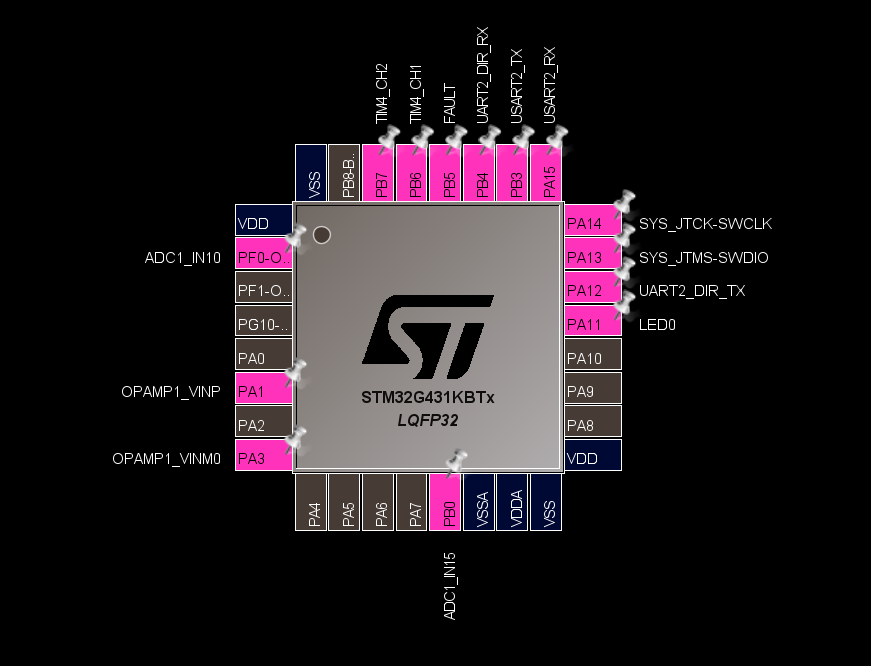 TIM4_CH2
TIM4_CH1
FAULT
UART2_DIR_RX
USART2_TX
USART2_RX
VSS
PB8-B..
PB7
PB6
PB5
PB4
PB3
PA15
VDD
ADC1_IN10
PF0-O..
PF1-O..
PG10-..
PA0
OPAMP1_VINP
PA1
PA2
OPAMP1_VINM0
PA3
PA14
SYS_JTCK-SWCLK
PA13
SYS_JTMS-SWDIO
PA12
UART2_DIR_TX
PA11
LED0
PA10
PA9
PA8
VDD
ST
STM32G431KBTx
LQFP32
PA4
PA5
PA6
PA7
PB0
VSSA
VDDA
VSS
ADC1_IN15